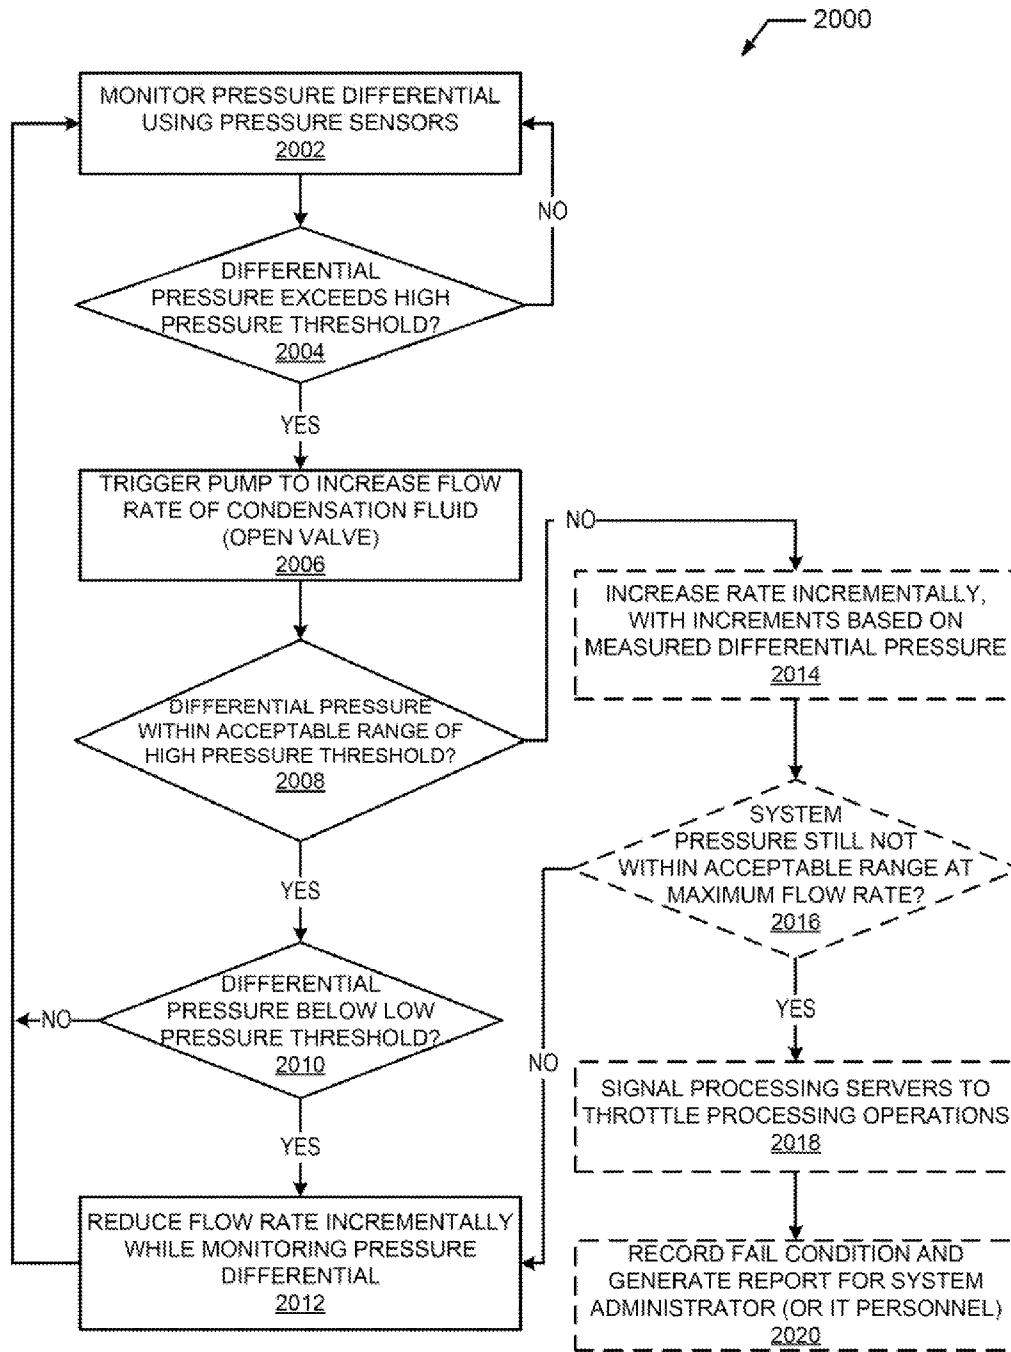 2000
MONITOR PRESSURE DIFFERENTIAL
USING PRESSURE SENSORS
2002
NO
DIFFERENTIAL
PRESSURE EXCEEDS HIGH
PRESSURE THRESHOLD?
2004
YES
TRIGGER PUMP TO INCREASE FLOW
RATE OF CONDENSATION FLUID
(OPEN VALVE)
2006
NO
DIFFERENTIAL PRESSURE
WITHIN ACCEPTABLE RANGE OF
HIGH PRESSURE THRESHOLD?
2008
YES
DIFFERENTIAL
PRESSURE BELOW LOW
PRESSURE THRESHOLD?
2010
NO
YES
REDUCE FLOW RATE INCREMENTALLY
WHILE MONITORING PRESSURE
DIFFERENTIAL
2012
INCREASE RATE INCREMENTALLY,
WITH INCREMENTS BASED ON
MEASURED DIFFERENTIAL PRESSURE
2014
SYSTEM
PRESSURE STILL NOT
WITHIN ACCEPTABLE RANGE AT
MAXIMUM FLOW RATE?
2016
NO
YES
SIGNAL PROCESSING SERVERS TO
THROTTLE PROCESSING OPERATIONS
2018
RECORD FAIL CONDITION AND
GENERATE REPORT FOR SYSTEM
ADMINISTRATOR (OR IT PERSONNEL)
2020